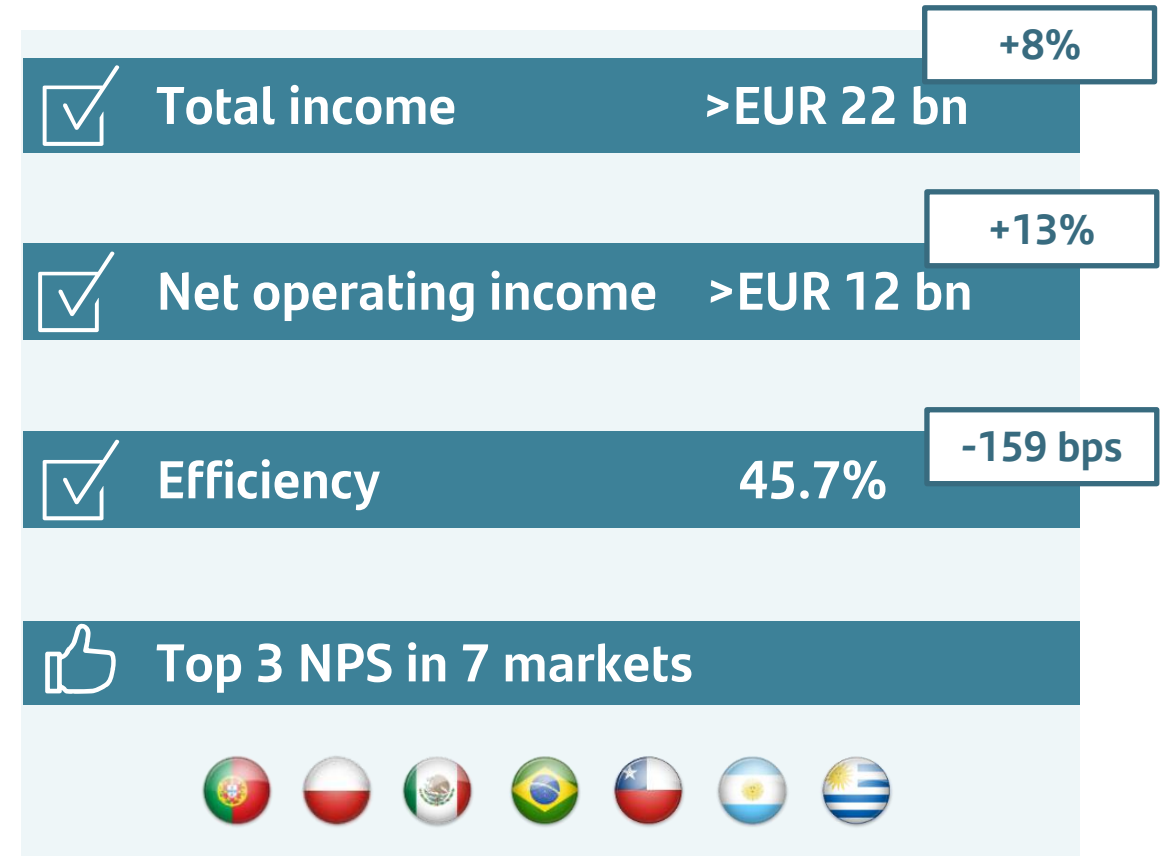 +8%
Total income >EUR 22 bn
+13%
Net operating income >EUR 12 bn
-159 bps
Efficiency 45.7%
Top 3 NPS in 7 markets